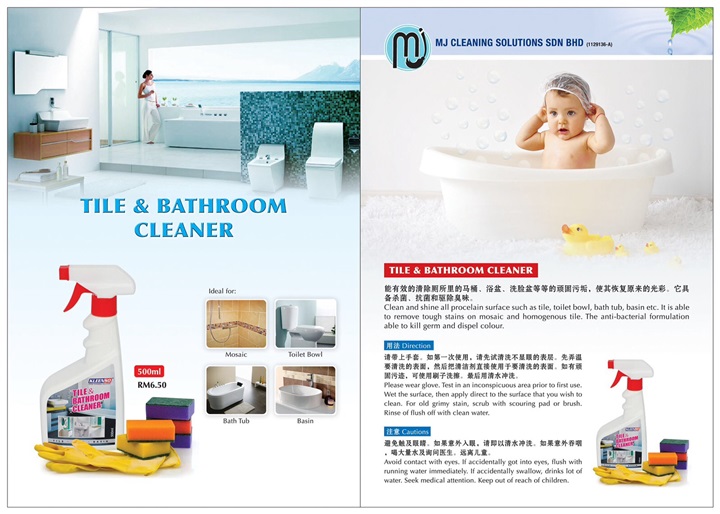 TILE & BATHROOM
CLEANER
Ideal for:
Mosaic
Toilet Bowl
Bath Tub
Basin
500ml
RM6.50
KLEENSO
TILE &
BATHROOM
CLEANER
mj
MJ CLEANING SOLUTIONS SDN BHD (1129138-A)
TILE & BATHROOM CLEANER
能有效的清除厕所里的马桶、浴盆、洗脸盆等等的顽固污垢，使其恢复原来的光彩。它具
备杀菌、抗菌和驱除臭味。
Clean and shine all procelain surface such as tile, toilet bowl, bath tub, basin etc. It is able
to remove tough stains on mosaic and homogenous tile. The anti-bacterial formulation
able to kill germ and dispel colour.
用法 Direction
请带上手套。如第一次使用，请先试清洗不显眼的表层。先弄湿
要清洗的表面，然后把清洁剂直接使用于要清洗的表面。如有顽
固污迹，可使用刷子洗擦。最后用清水冲洗。
Please wear glove. Test in an inconspicuous area prior to first use.
Wet the surface, then apply direct to the surface that you wish to
clean. For old grimy stain, scrub with scouring pad or brush.
Rinse of flush off with clean water.
注意 Cautions
避免触及眼睛。如果意外入眼，请即以清水冲洗。如果意外吞咽
，喝大量水及询问医生。远离儿童。
Avoid contact with eyes. If accidentally got into eyes, flush with
running water immediately. If accidentally swallow, drinks lot of
water. Seek medical attention. Keep out of reach of children.
TILE &
BATHROOM
CLEANER